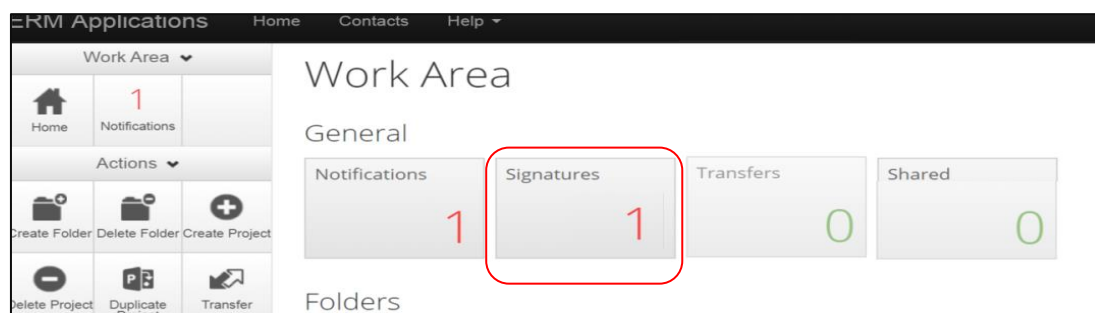 ERM Applications Home Contacts Help
Work Area
1
Home Notifications
Actions
Create Folder Delete Folder Create Project
P
Delete Project Duplicate Project Transfer
Work Area
General
Notifications Signatures Transfers Shared
1 1 0 0
Folders